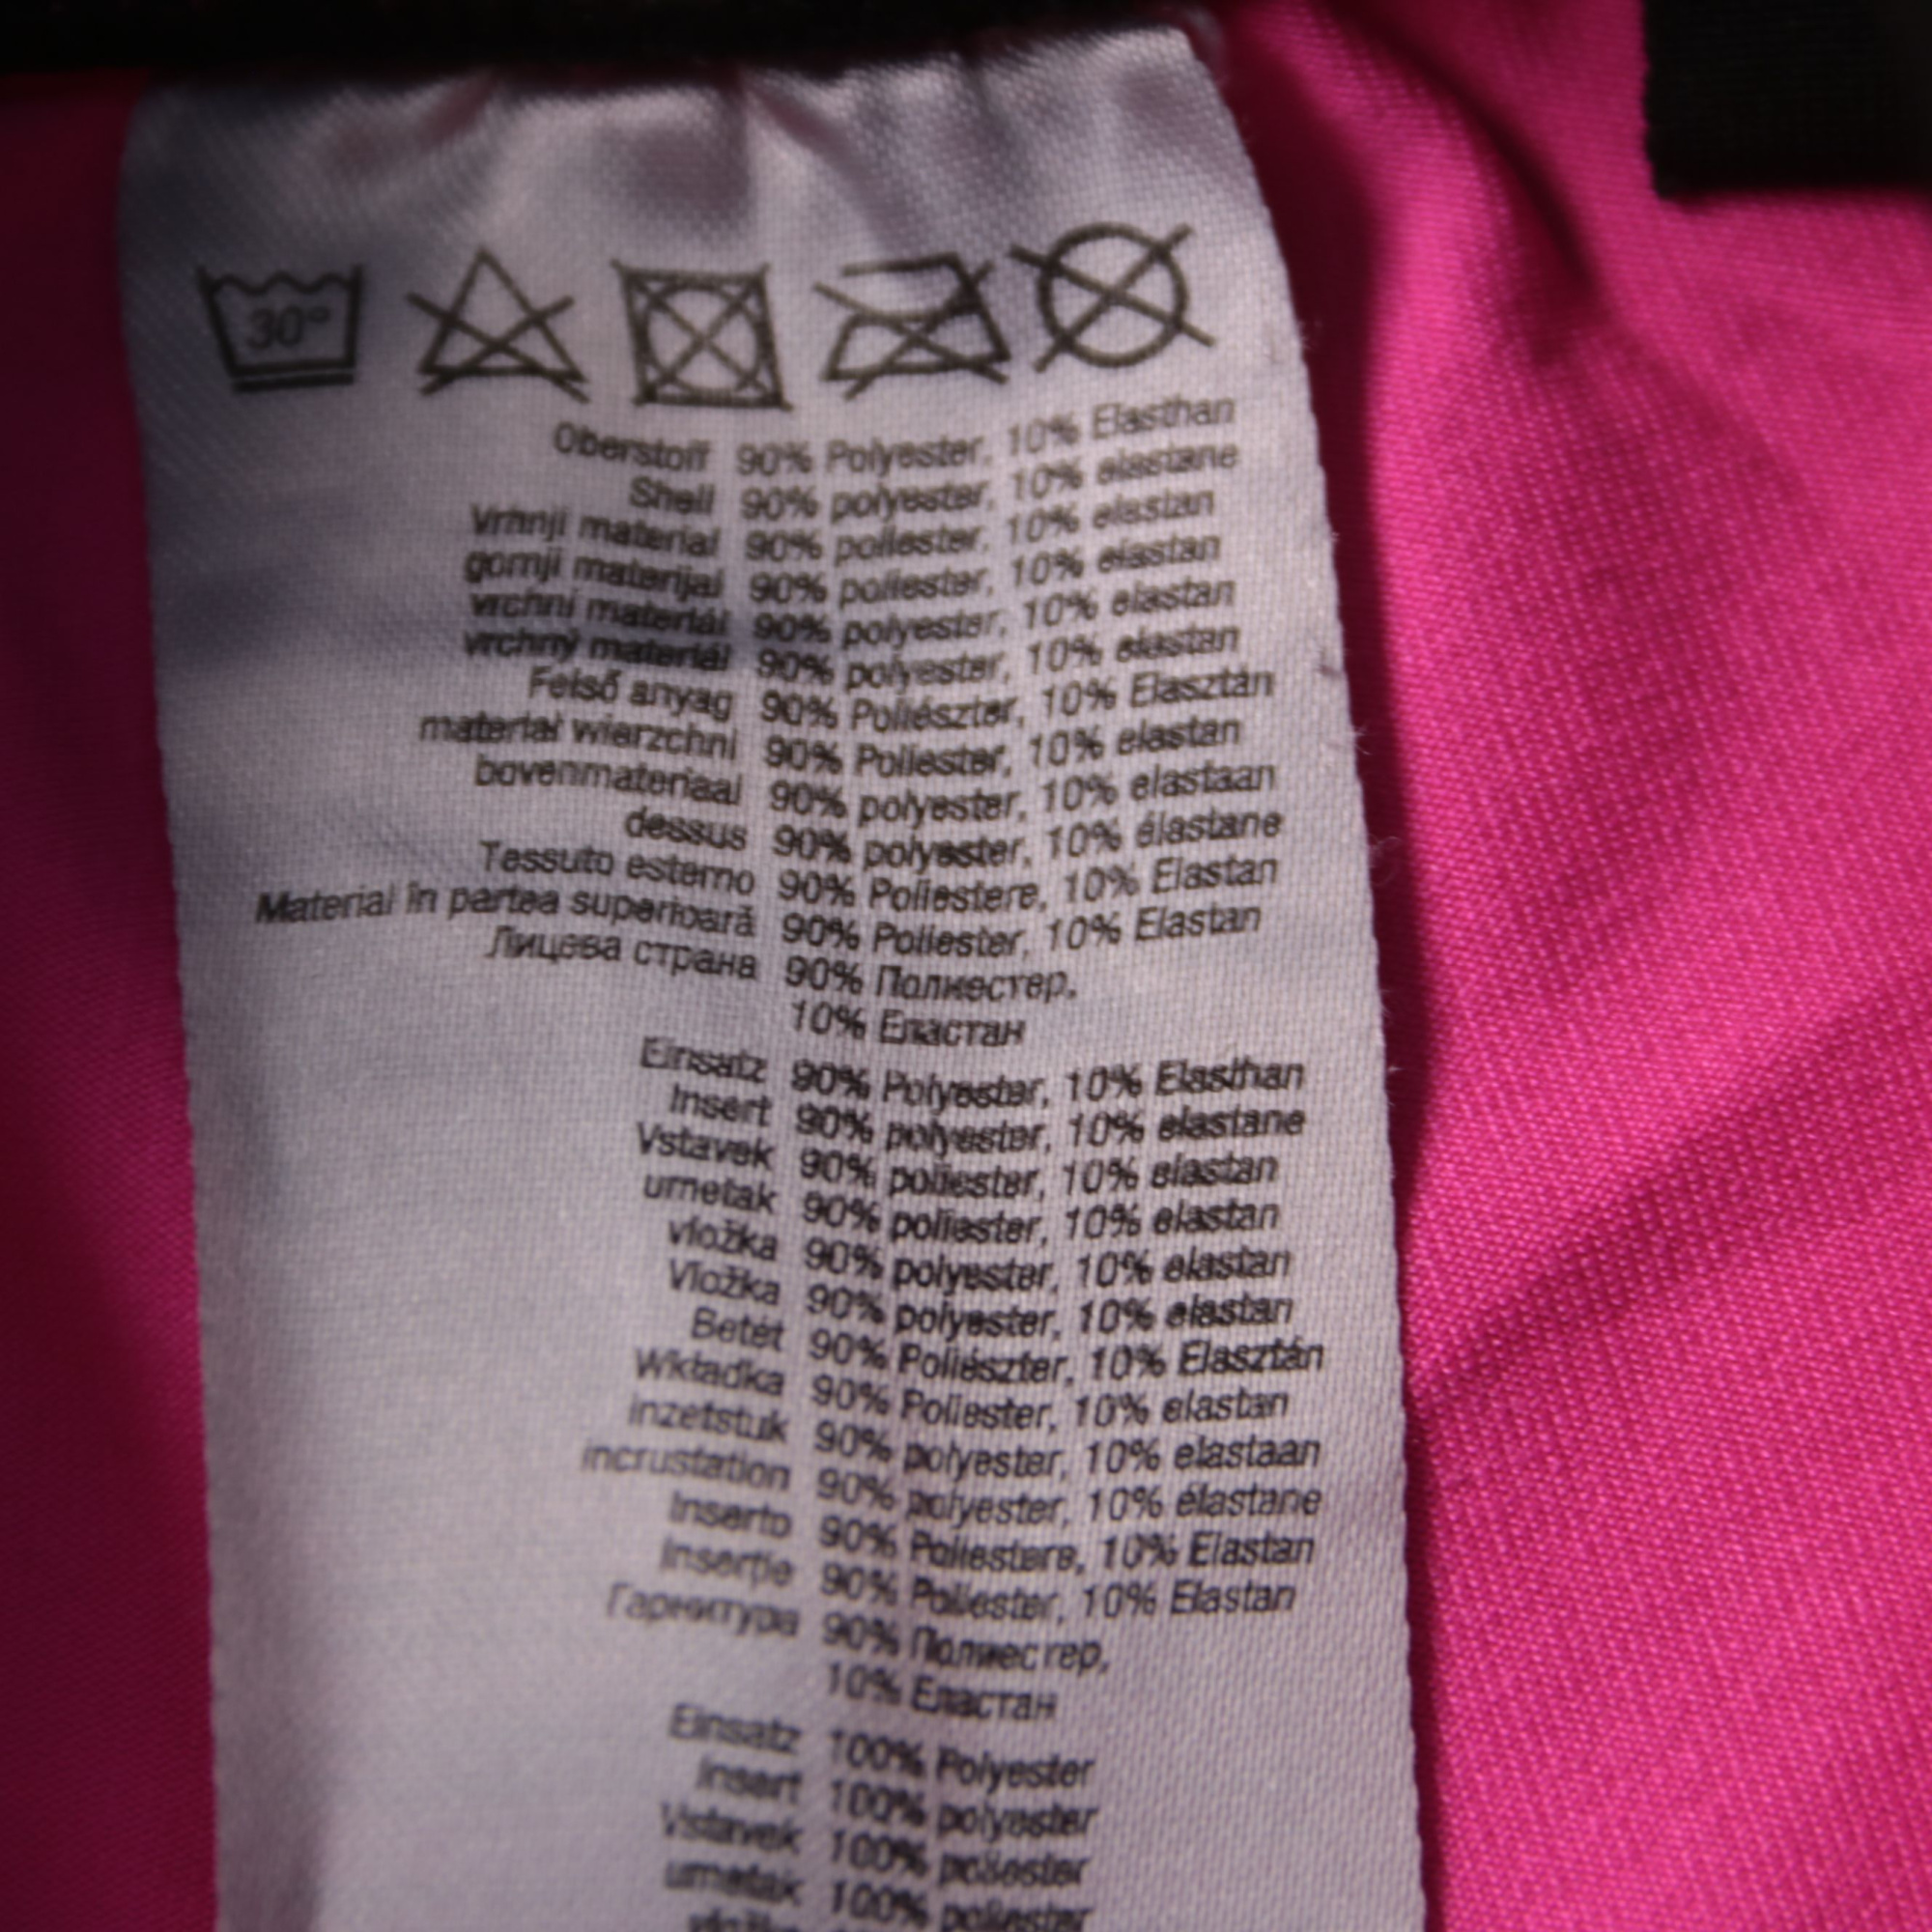 30°
Oberstoff 90% Polyester, 10% Elasthan
Shell 90% polyester, 10% elastane
Vrhnji material 90% poliester, 10% elastan
gornji materijal 90% poliester, 10% elastan
vrchní materiál 90% polyester, 10% elastan
vrchný materiál 90% polyester, 10% elastan
Felső anyag 90% Poliészter, 10% Elasztán
materiał wierzchni 90% Poliester, 10% elastan
bovenmateriaal 90% polyester, 10% elastaan
dessus 90% polyester, 10% élastane
Tessuto esterno 90% Poliestere, 10% Elastan
Material în partea superioară 90% Poliester, 10% Elastan
Лицева страна 90% Полиестер,
10% Еластан
Einsatz 90% Polyester, 10% Elasthan
Insert 90% polyester, 10% elastane
Vstavek 90% poliester, 10% elastan
umetak 90% poliester, 10% elastan
vložka 90% polyester, 10% elastan
Vložka 90% polyester, 10% elastan
Betét 90% Poliészter, 10% Elasztán
Wkładka 90% Poliester, 10% elastan
inzetstuk 90% polyester, 10% elastaan
incrustation 90% polyester, 10% élastane
Inserto 90% Poliestere, 10% Elastan
Inserție 90% Poliester, 10% Elastan
Гарнитура 90% Полиестер,
10% Еластан
Einsatz 100% Polyester
Insert 100% polyester
Vstavek 100% poliester
umetak 100% poliester